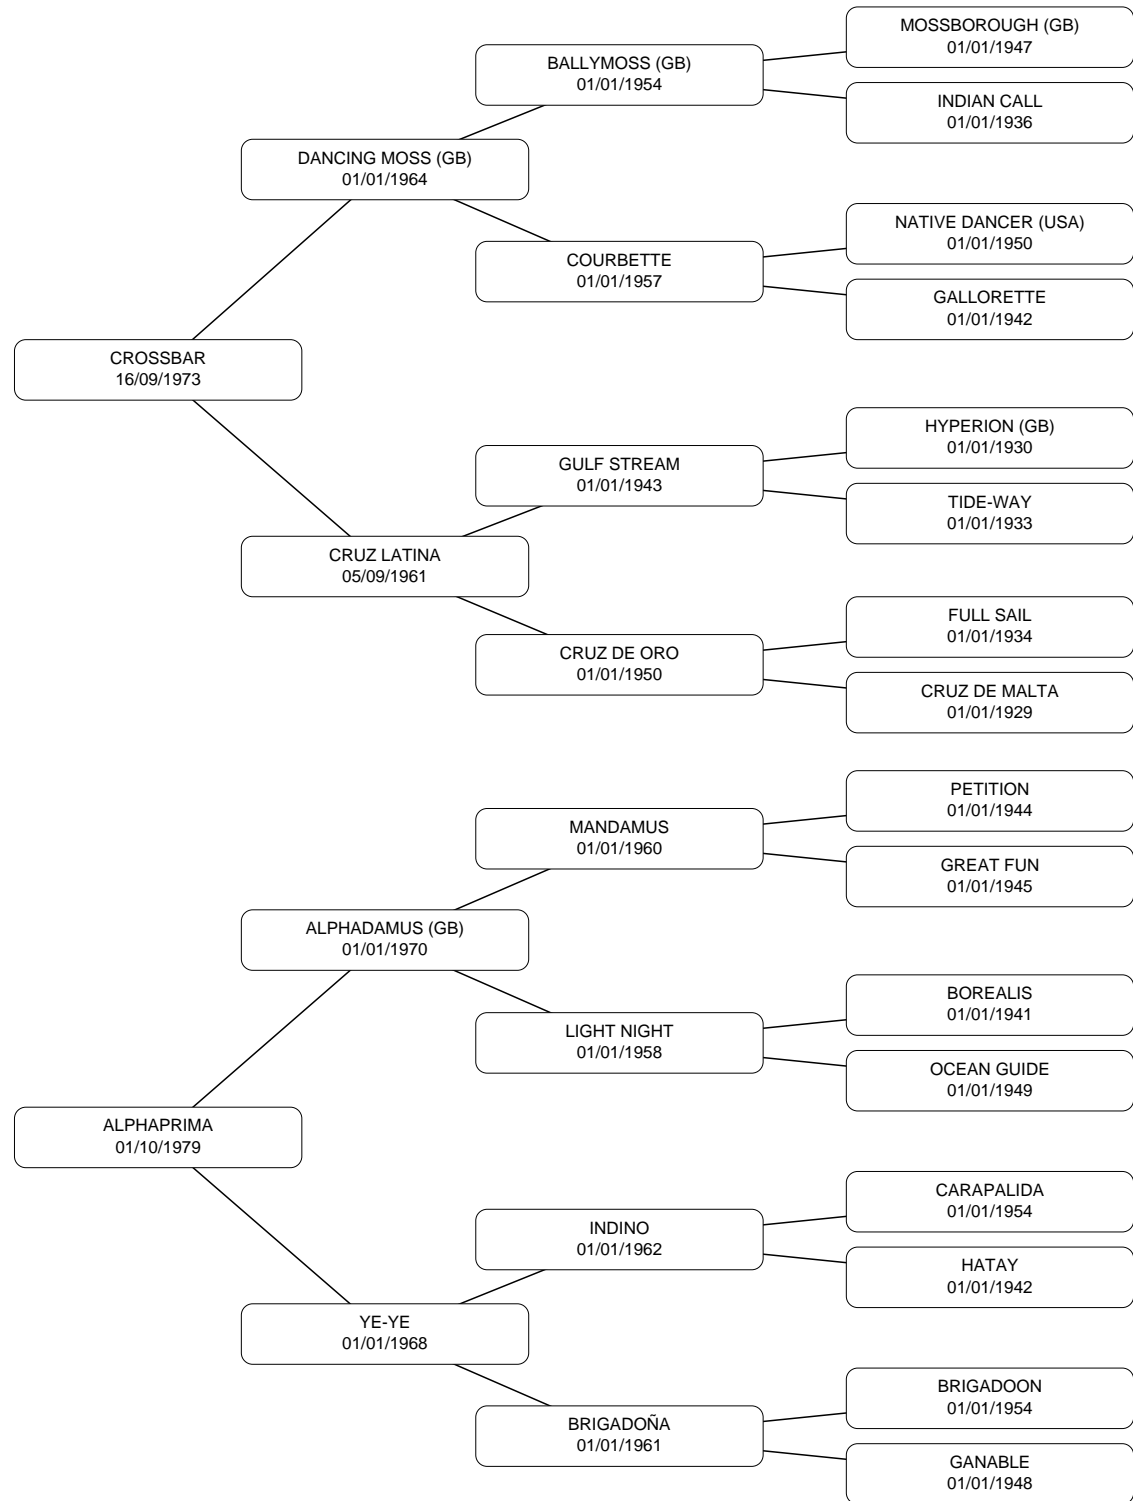 MOSSBOROUGH (GB)
01/01/1947
BALLYMOSS (GB)
01/01/1954
INDIAN CALL
01/01/1936
DANCING MOSS (GB)
01/01/1964
NATIVE DANCER (USA)
01/01/1950
COURBETTE
01/01/1957
GALLORETTE
01/01/1942
CROSSBAR
16/09/1973
HYPERION (GB)
01/01/1930
GULF STREAM
01/01/1943
TIDE-WAY
01/01/1933
CRUZ LATINA
05/09/1961
FULL SAIL
01/01/1934
CRUZ DE ORO
01/01/1950
CRUZ DE MALTA
01/01/1929
PETITION
01/01/1944
MANDAMUS
01/01/1960
GREAT FUN
01/01/1945
ALPHADAMUS (GB)
01/01/1970
BOREALIS
01/01/1941
LIGHT NIGHT
01/01/1958
OCEAN GUIDE
01/01/1949
ALPHAPRIMA
01/10/1979
CARAPALIDA
01/01/1954
INDINO
01/01/1962
HATAY
01/01/1942
YE-YE
01/01/1968
BRIGADOON
01/01/1954
BRIGADOÑA
01/01/1961
GANABLE
01/01/1948